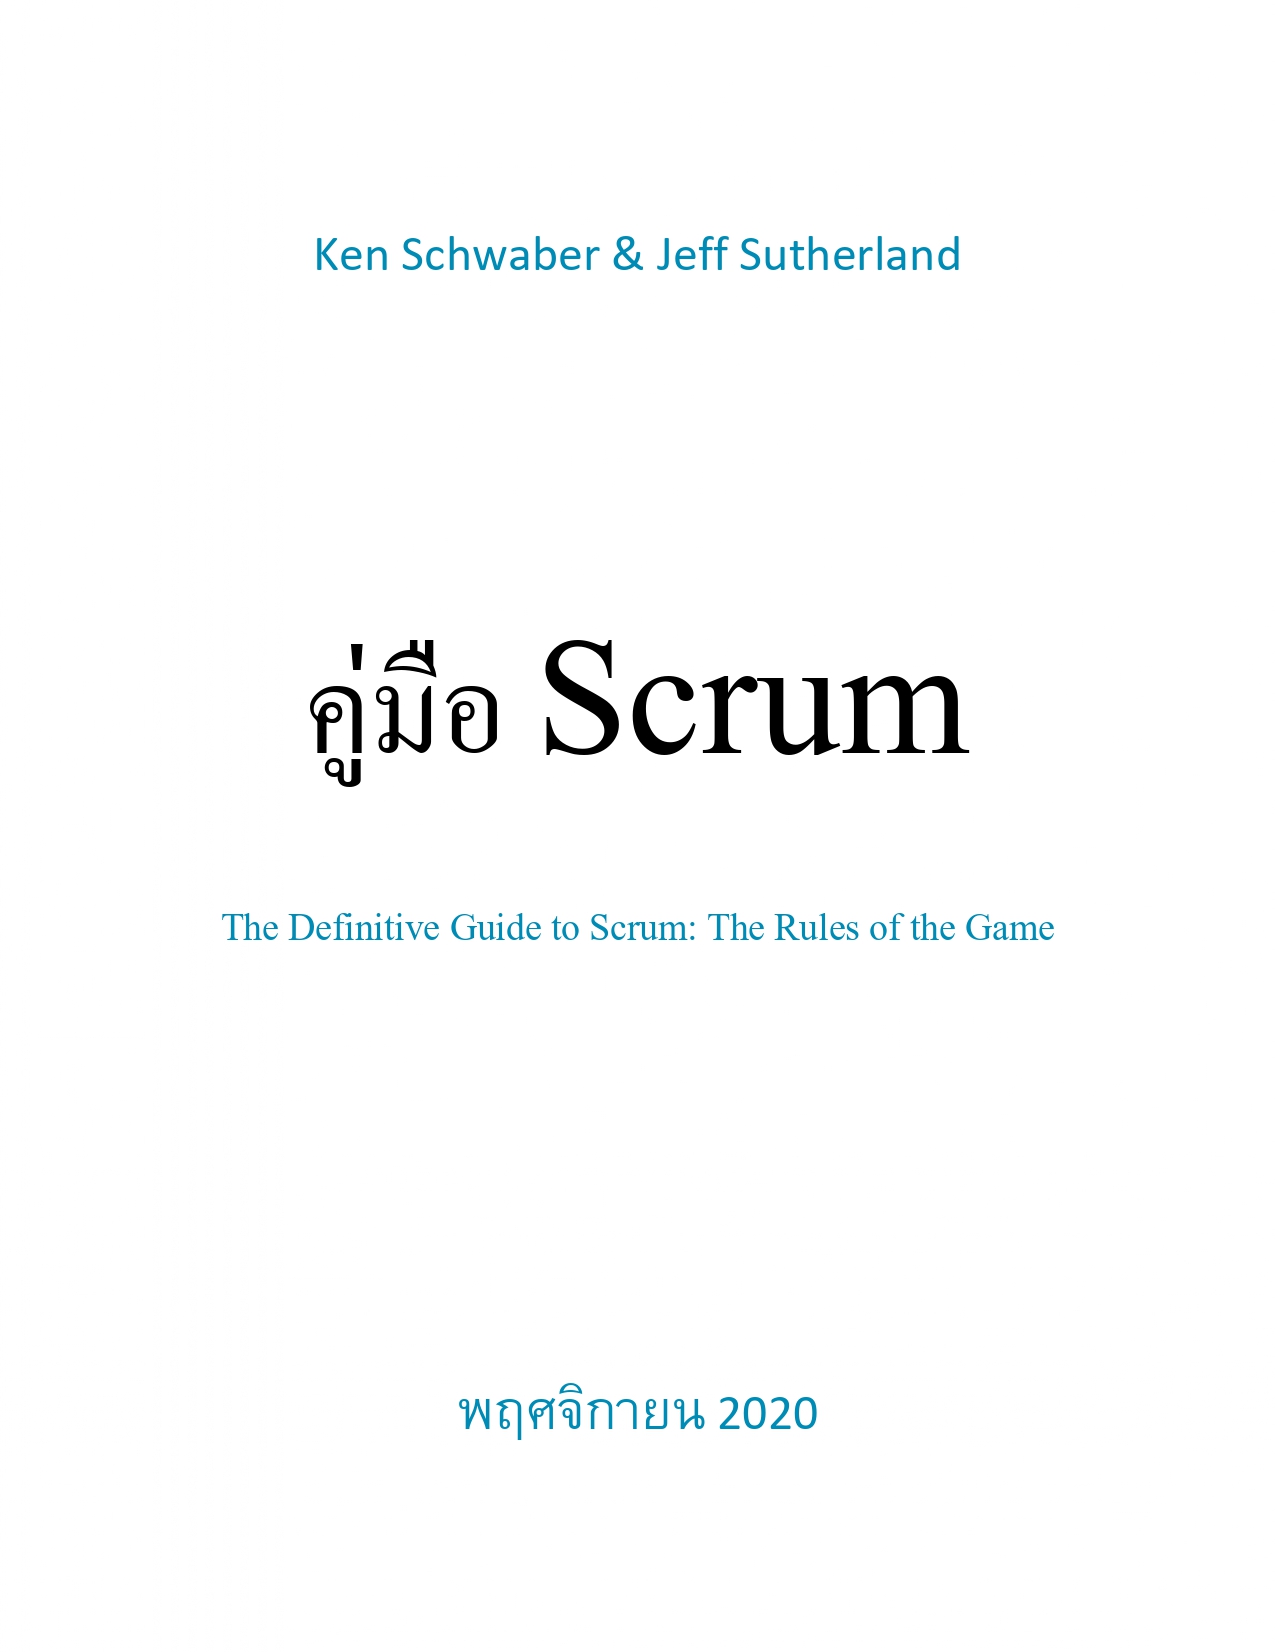 Ken Schwaber & Jeff Sutherland
คู่มือ Scrum
The Definitive Guide to Scrum: The Rules of the Game
พฤศจิกายน 2020